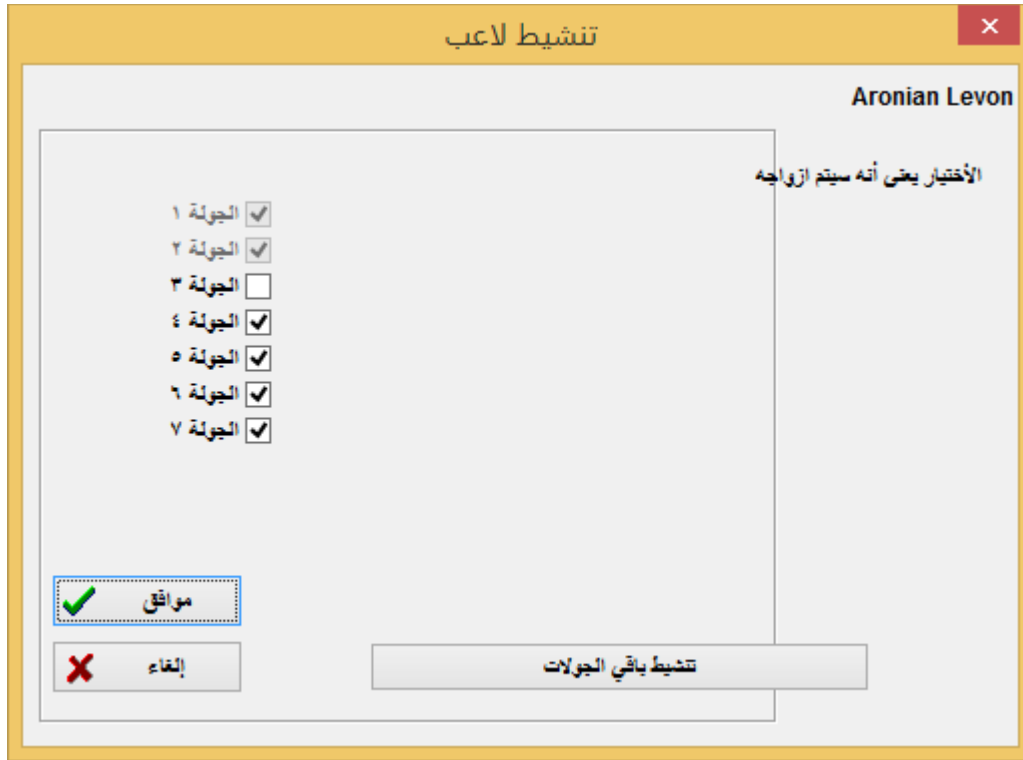 تنشيط لاعب
Aronian Levon
الأختيار يعنى أنه سيتم ازواجه
الجولة ١
الجولة ٢
الجولة ٣
الجولة ٤
الجولة ٥
الجولة ٦
الجولة ٧
موافق
إلغاء
تنشيط باقي الجولات